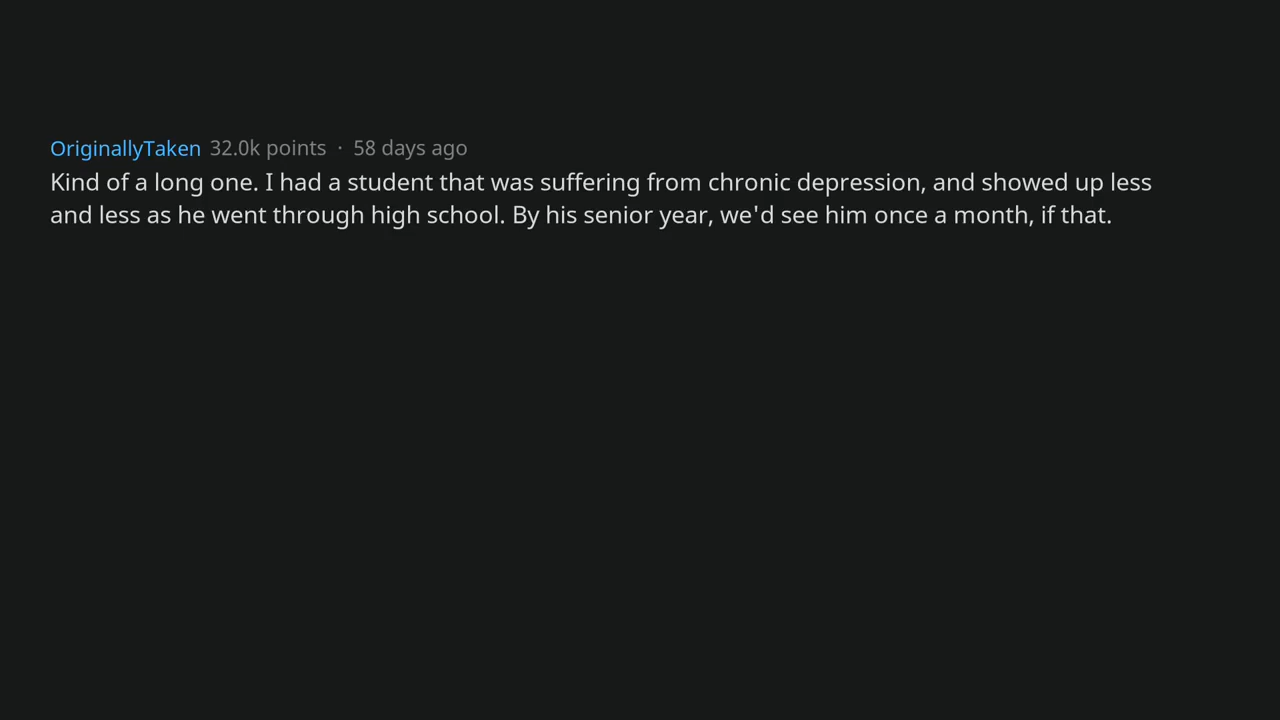 OriginallyTaken 32.0k points · 58 days ago
Kind of a long one. I had a student that was suffering from chronic depression, and showed up less
and less as he went through high school. By his senior year, we'd see him once a month, if that.